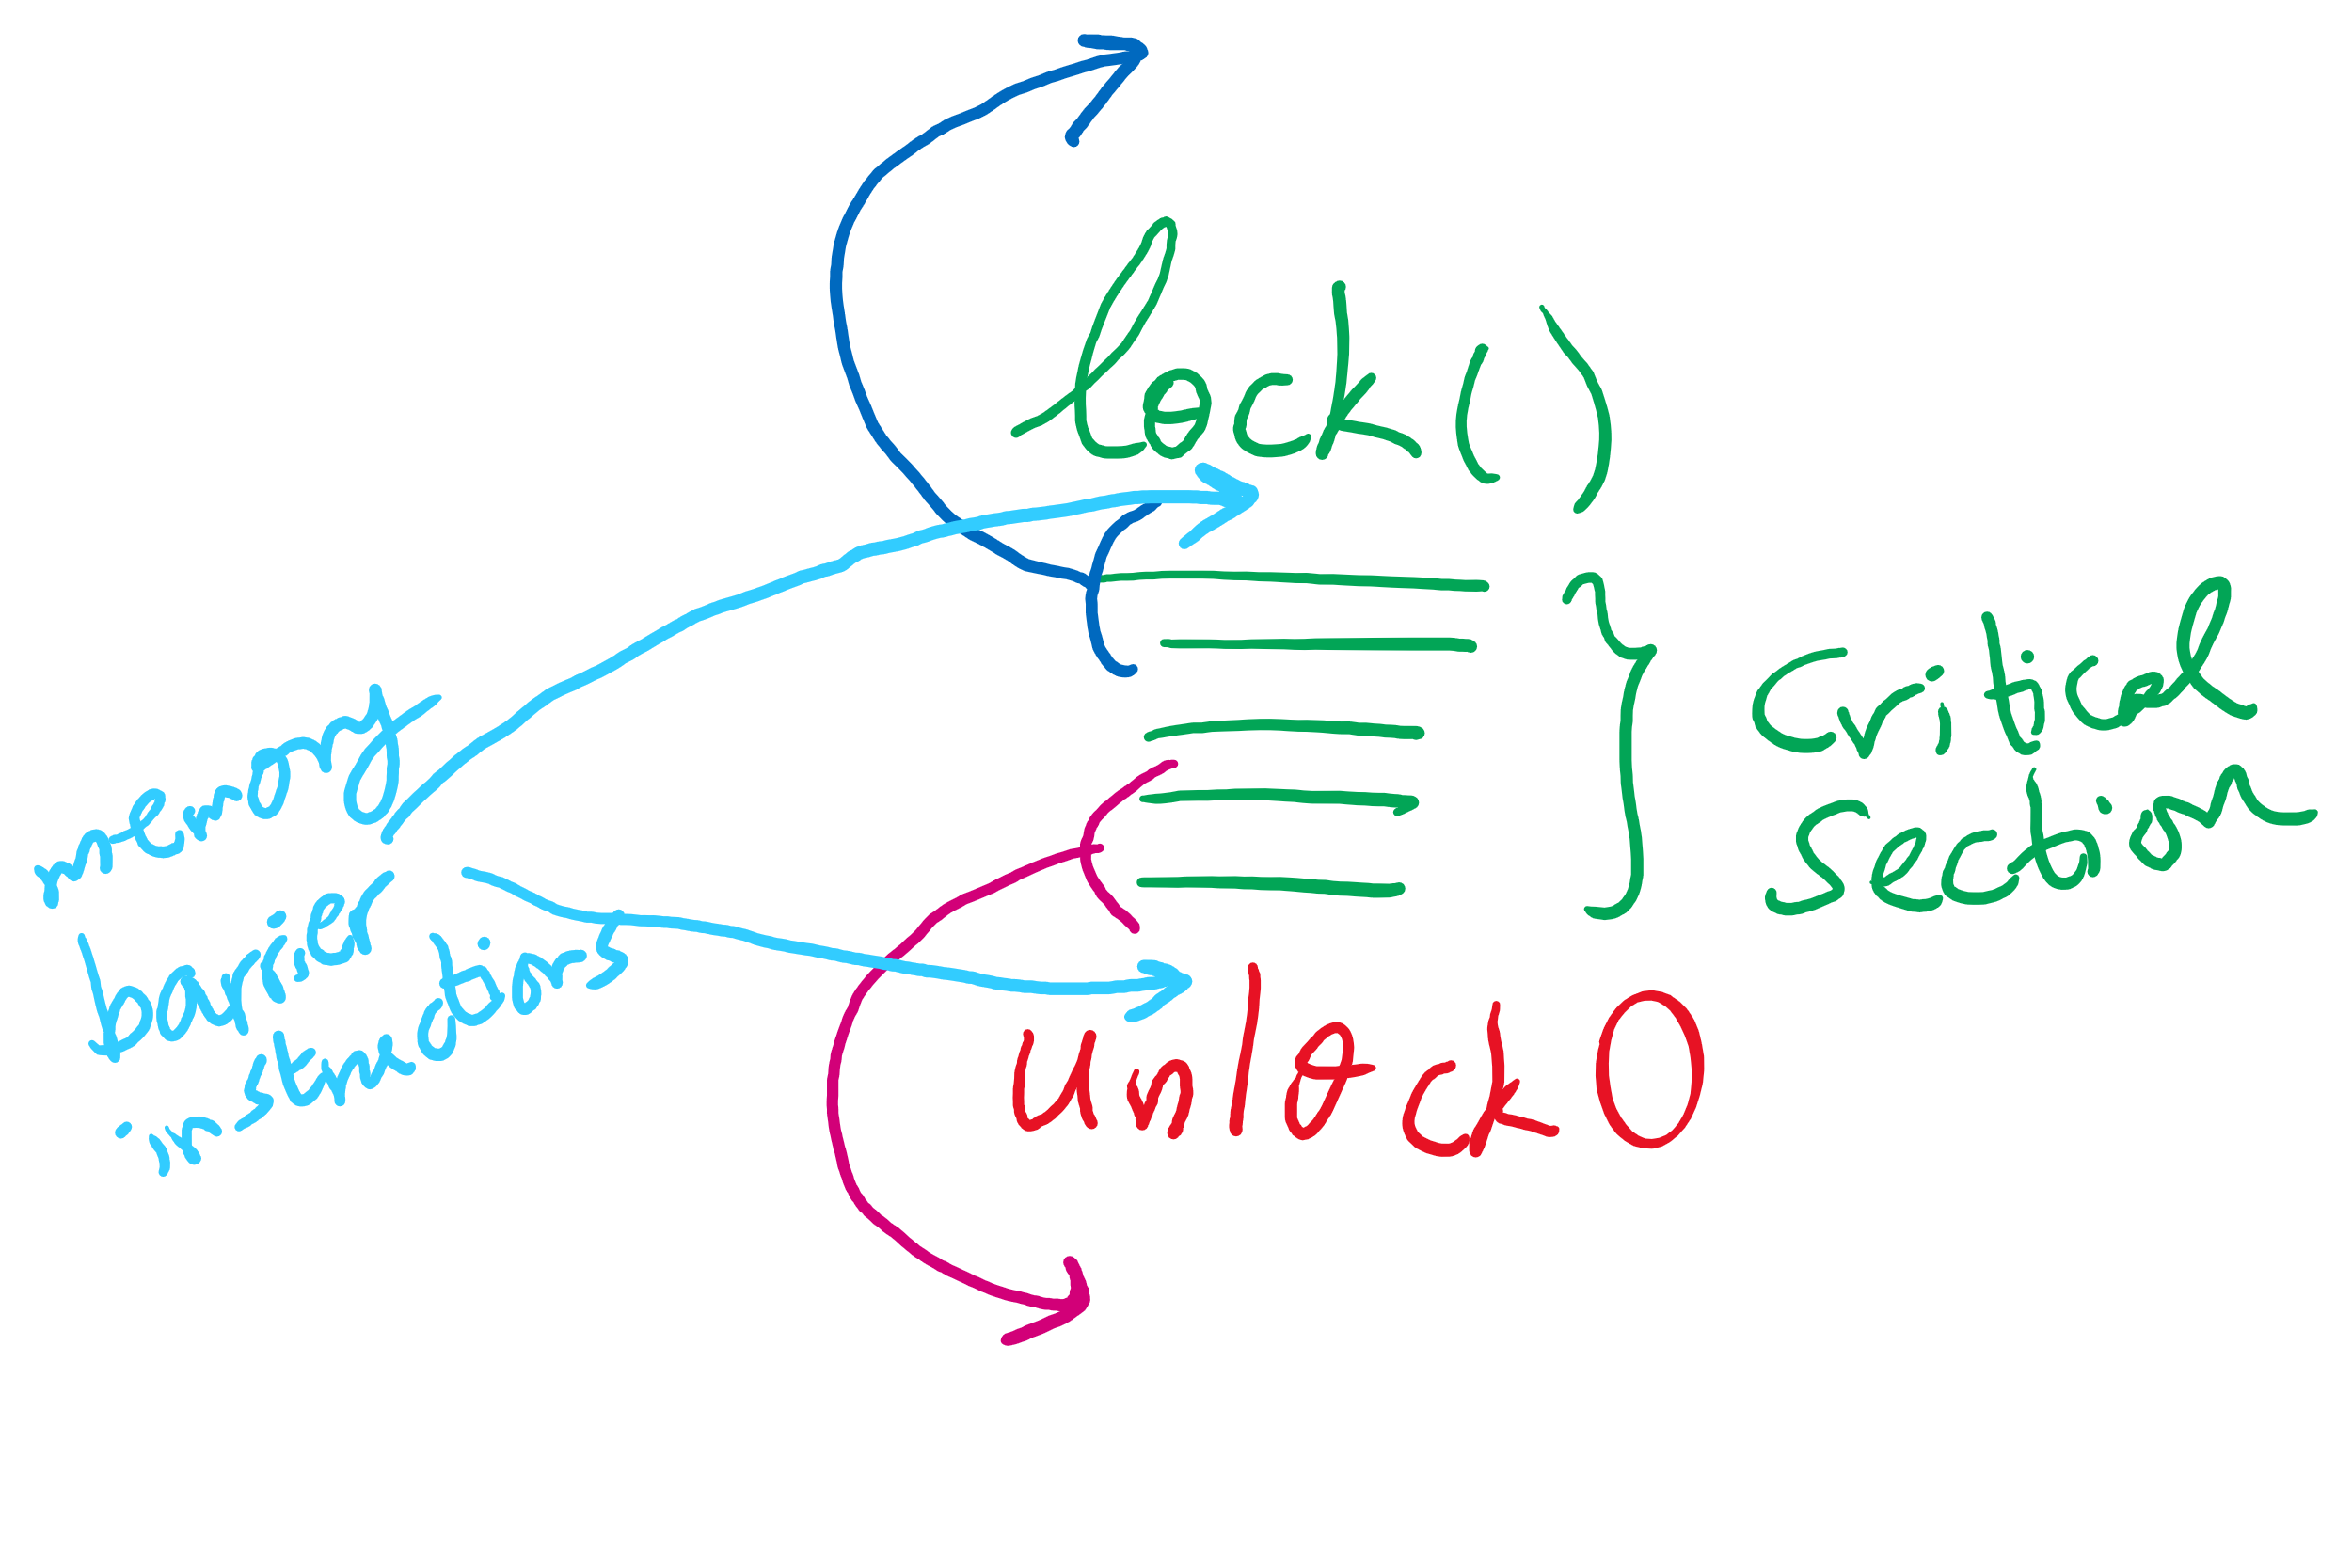 lock()
critical
section
memory
barrier
instructions
unlock()